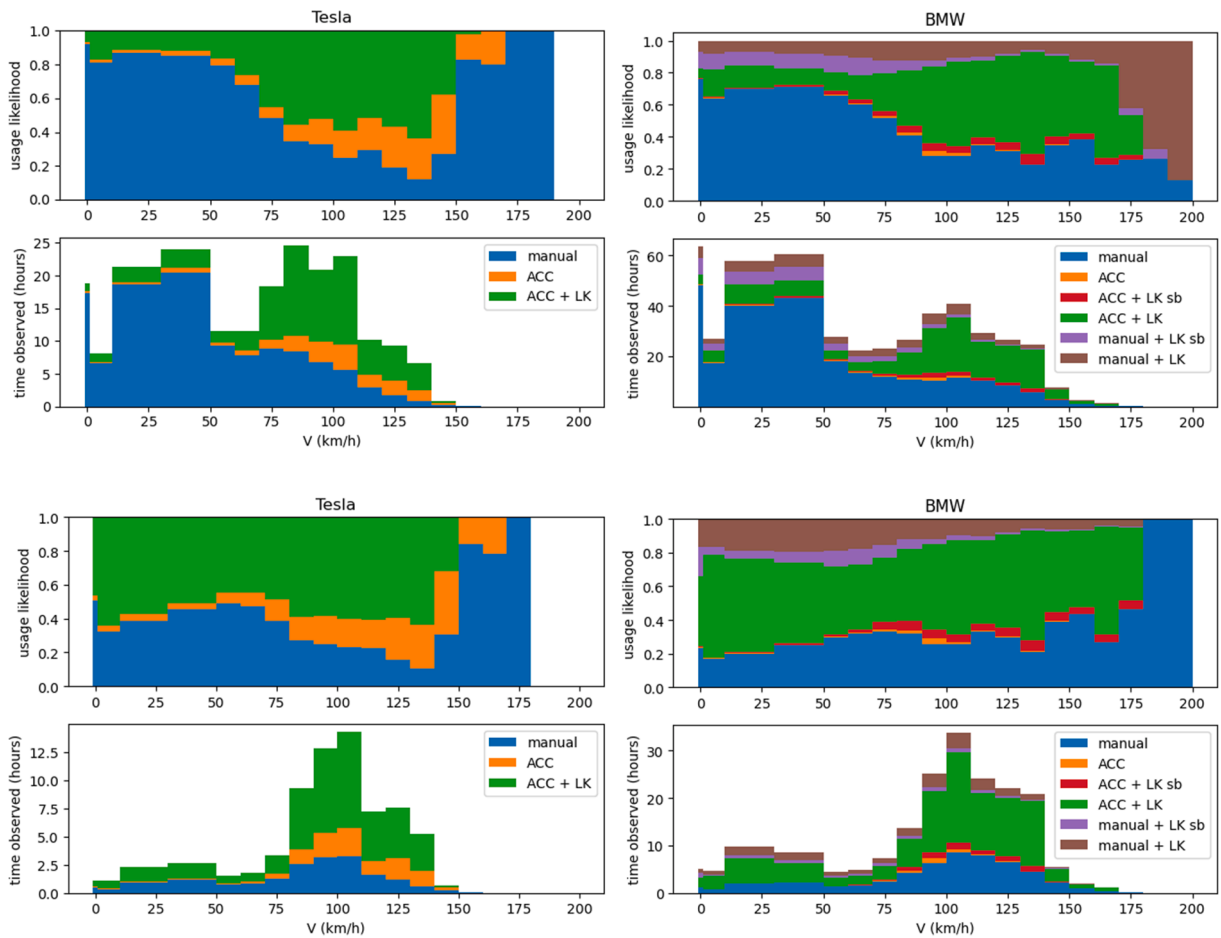 Tesla
usage likelihood
1.0
0.8
0.6
0.4
0.2
0.0
0 25 50 75 100 125 150 175 200
BMW
usage likelihood
1.0
0.8
0.6
0.4
0.2
0.0
0 25 50 75 100 125 150 175 200
time observed (hours)
25
20
15
10
5
0
manual
ACC
ACC + LK
0 25 50 75 100 125 150 175 200
V (km/h)
time observed (hours)
60
40
20
manual
ACC
ACC + LK sb
ACC + LK
manual + LK sb
manual + LK
0 25 50 75 100 125 150 175 200
V (km/h)
Tesla
usage likelihood
1.0
0.8
0.6
0.4
0.2
0.0
0 25 50 75 100 125 150 175 200
BMW
usage likelihood
1.0
0.8
0.6
0.4
0.2
0.0
0 25 50 75 100 125 150 175 200
time observed (hours)
12.5
10.0
7.5
5.0
2.5
0.0
manual
ACC
ACC + LK
0 25 50 75 100 125 150 175 200
V (km/h)
time observed (hours)
30
20
10
0
manual
ACC
ACC + LK sb
ACC + LK
manual + LK sb
manual + LK
0 25 50 75 100 125 150 175 200
V (km/h)